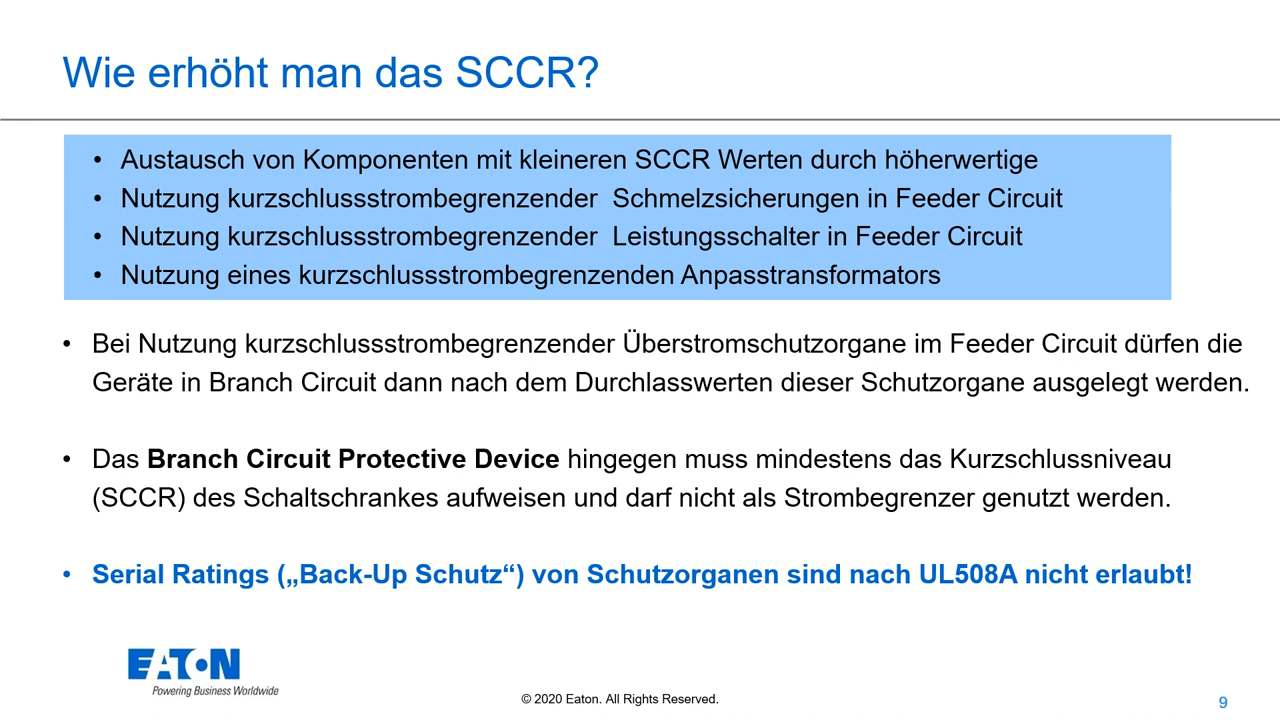 Wie erhöht man das SCCR?
• Austausch von Komponenten mit kleineren SCCR Werten durch höherwertige
• Nutzung kurzschlussstrombegrenzender Schmelzsicherungen in Feeder Circuit
• Nutzung kurzschlussstrombegrenzender Leistungsschalter in Feeder Circuit
• Nutzung eines kurzschlussstrombegrenzenden Anpasstransformators
• Bei Nutzung kurzschlussstrombegrenzender Überstromschutzorgane im Feeder Circuit dürfen die
Geräte in Branch Circuit dann nach dem Durchlasswerten dieser Schutzorgane ausgelegt werden.
• Das Branch Circuit Protective Device hingegen muss mindestens das Kurzschlussniveau
(SCCR) des Schaltschrankes aufweisen und darf nicht als Strombegrenzer genutzt werden.
• Serial Ratings („Back-Up Schutz“) von Schutzorganen sind nach UL508A nicht erlaubt!
EATON
Powering Business Worldwide
© 2020 Eaton. All Rights Reserved.
9